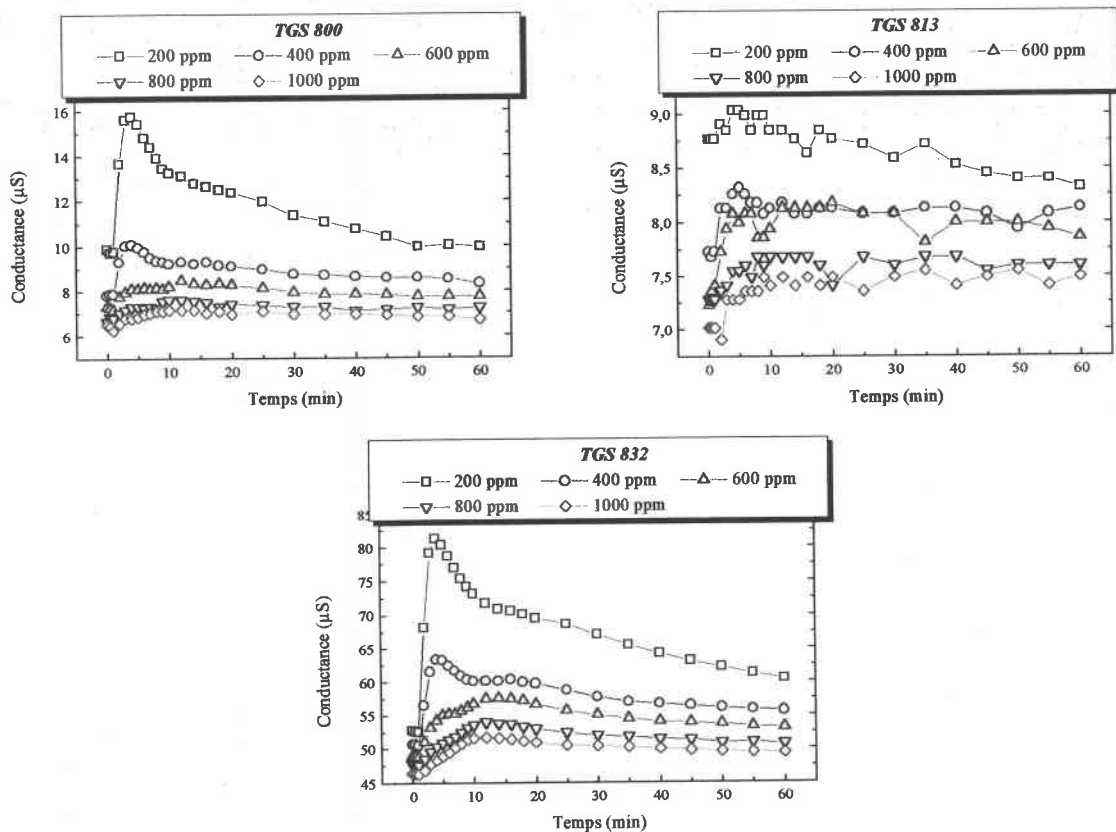 TGS 800
200 ppm 400 ppm 600 ppm
800 ppm 1000 ppm
16
14
12
10
8
6
Conductance (µS)
0 10 20 30 40 50 60
Temps (min)
TGS 813
200 ppm 400 ppm 600 ppm
800 ppm 1000 ppm
9,0
8,5
8,0
7,5
7,0
Conductance (µS)
0 10 20 30 40 50 60
Temps (min)
TGS 832
200 ppm 400 ppm 600 ppm
800 ppm 1000 ppm
85
80
75
70
65
60
55
50
45
Conductance (µS)
0 10 20 30 40 50 60
Temps (min)